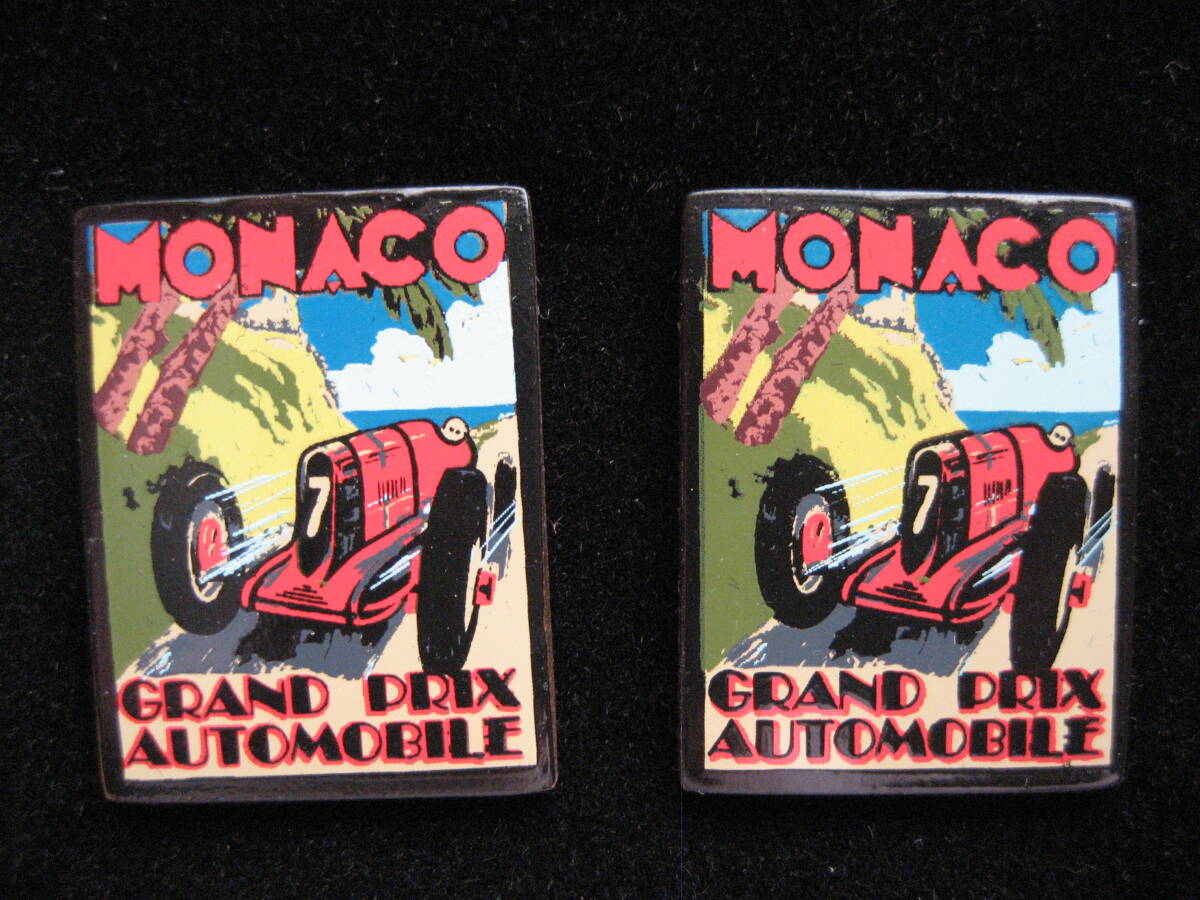 MONACO
7
GRAND PRIX
AUTOMOBILE
MONACO
7
GRAND PRIX
AUTOMOBILE